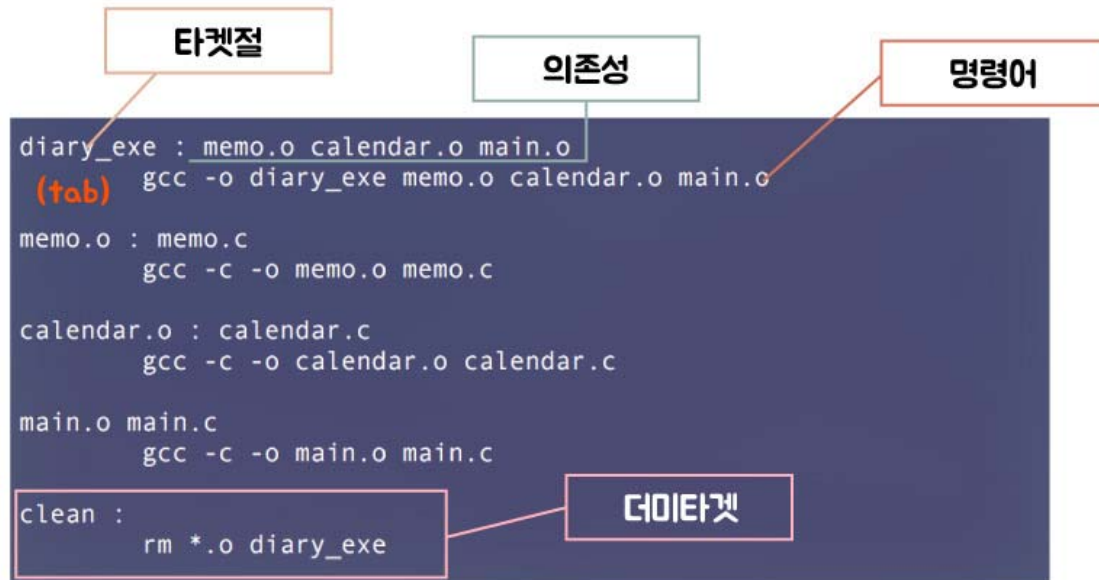 타켓절
의존성
명령어
diary_exe : memo.o calendar.o main.o
(tab) gcc -o diary_exe memo.o calendar.o main.o
memo.o : memo.c
gcc -c -o memo.o memo.c
calendar.o : calendar.c
gcc -c -o calendar.o calendar.c
main.o main.c
gcc -c -o main.o main.c
clean :
rm *.o diary_exe
더미타겟